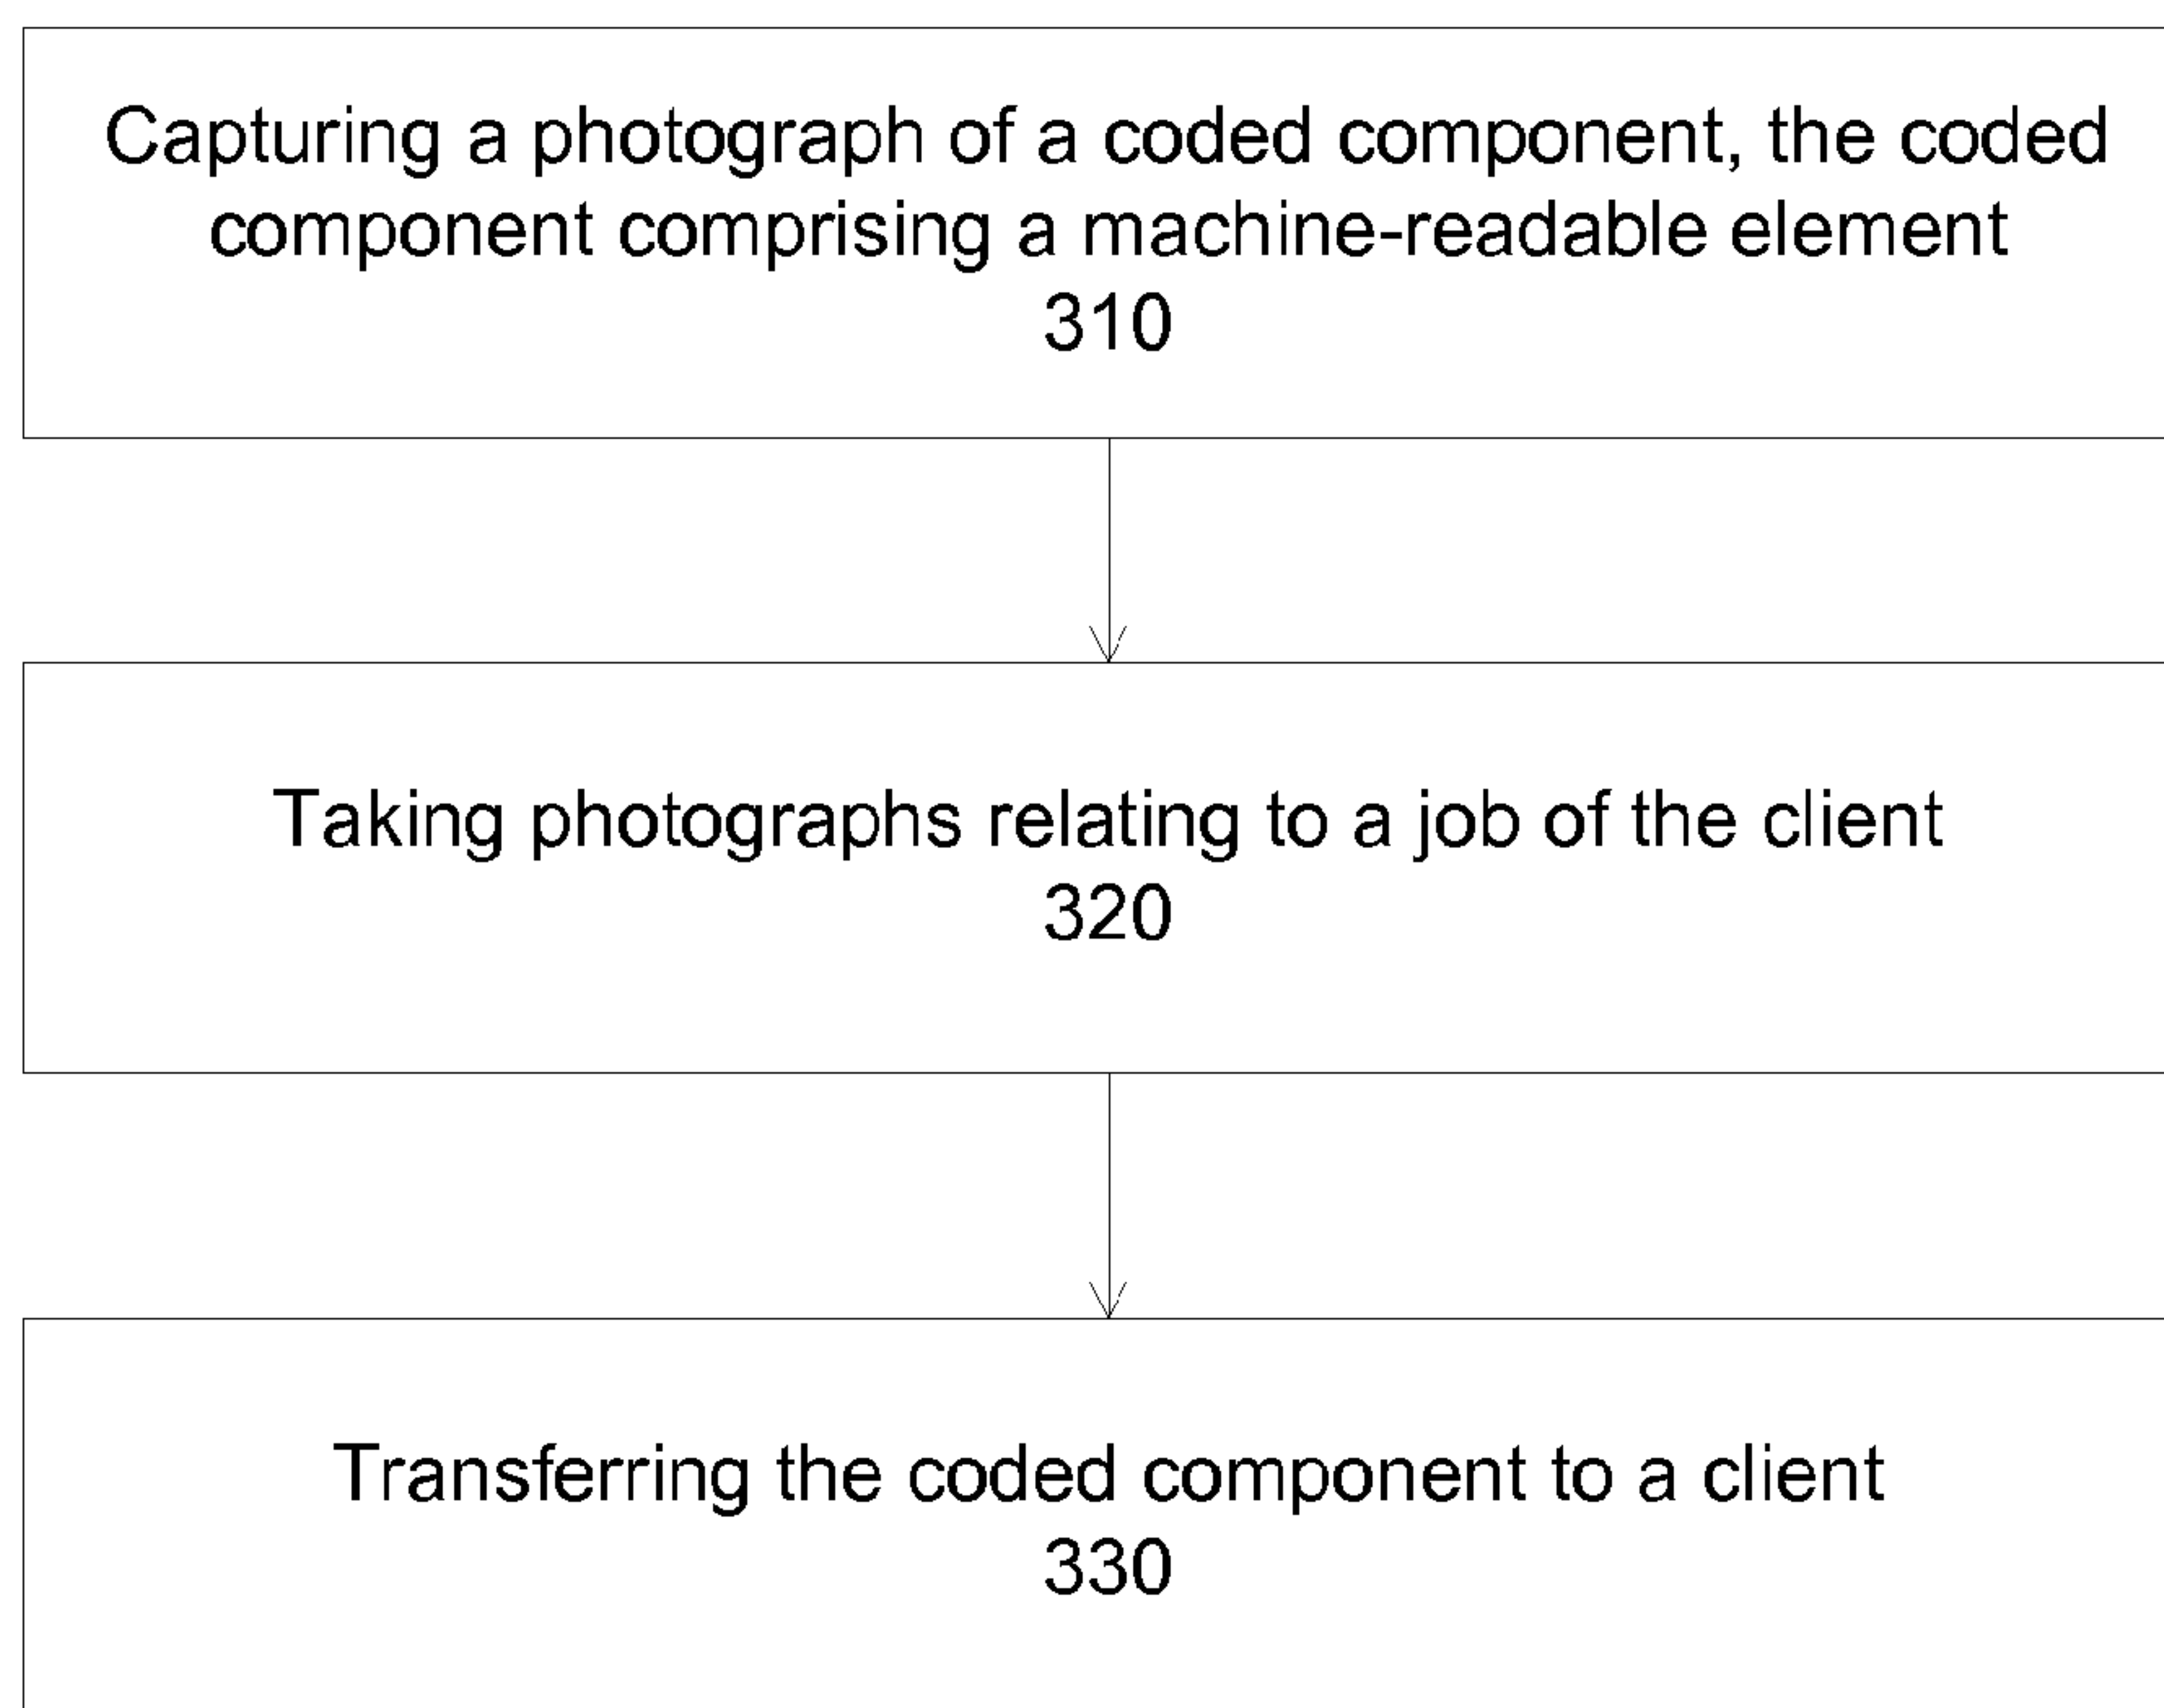 Capturing a photograph of a coded component, the coded
component comprising a machine-readable element
310
Taking photographs relating to a job of the client
320
Transferring the coded component to a client
330